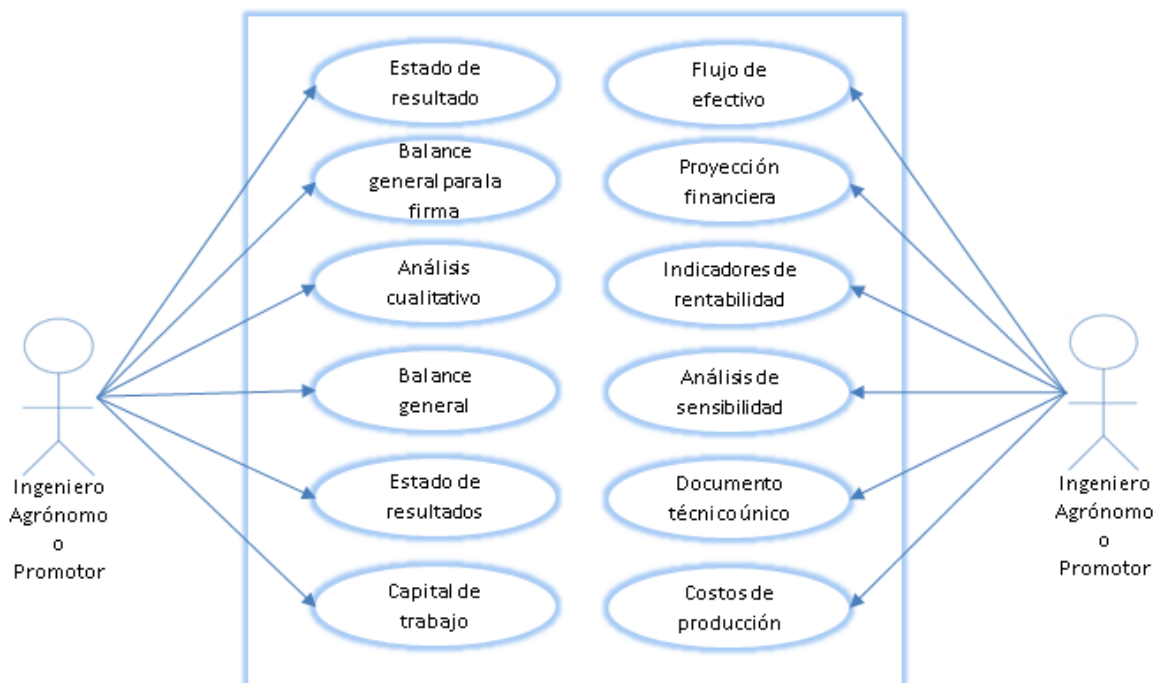 Estado de
resultado
Balance
general para la
firma
Análisis
cualitativo
Balance
general
Estado de
resultados
Capital de
trabajo
Flujo de
efectivo
Proyección
financiera
Indicadores de
rentabilidad
Análisis de
sensibilidad
Documento
técnico único
Costos de
producción
Ingeniero
Agrónomo
o
Promotor
Ingeniero
Agrónomo
o
Promotor